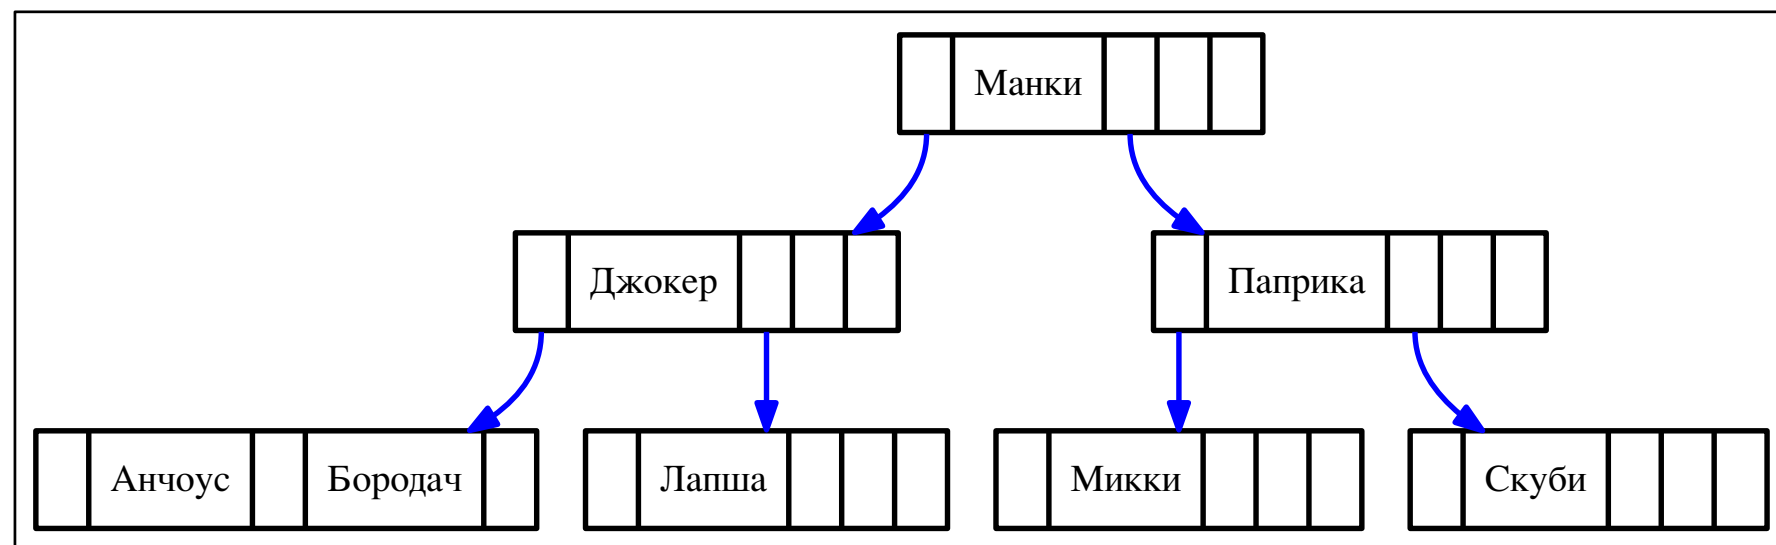 Манки
Джокер
Паприка
Анчоус
Бородач
Лапша
Микки
Скуби